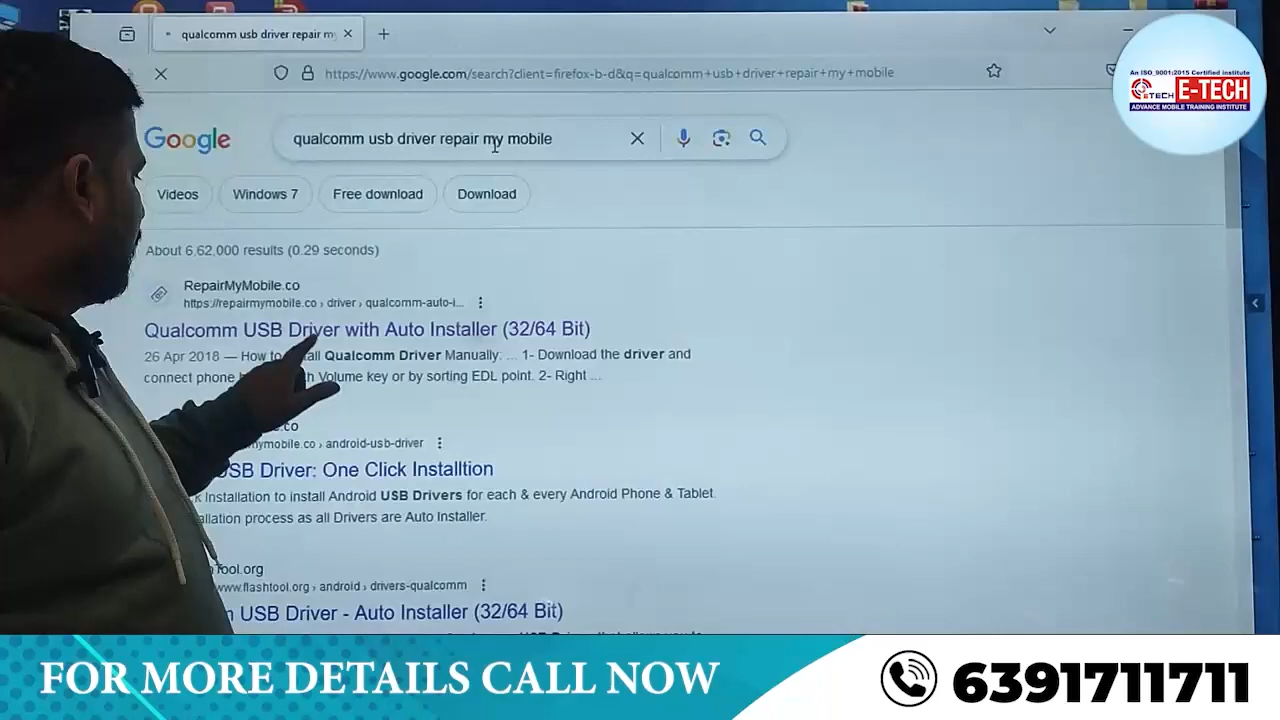 qualcomm usb driver repair m
https://www.google.com/search?client=firefox-b-d&q=qualcomm+usb+driver+repair+my+mobile
An ISO 9001:2015 Certified Institute
ETECH E-TECH
ADVANCE MOBILE TRAINING INSTITUTE
Google
qualcomm usb driver repair my mobile
Videos
Windows 7
Free download
Download
About 6,62,000 results (0.29 seconds)
RepairMyMobile.co
https://repairmymobile.co › driver › qualcomm-auto-i...
Qualcomm USB Driver with Auto Installer (32/64 Bit)
26 Apr 2018 — How to all Qualcomm Driver Manually. ... 1- Download the driver and
connect phone Volume key or by sorting EDL point. 2- Right ...
.co
mymobile.co › android-usb-driver
USB Driver: One Click Installtion
k Installation to install Android USB Drivers for each & every Android Phone & Tablet.
allation process as all Drivers are Auto Installer.
Tool.org
www.flashtool.org › android › drivers-qualcomm
USB Driver - Auto Installer (32/64 Bit)
FOR MORE DETAILS CALL NOW
6391711711